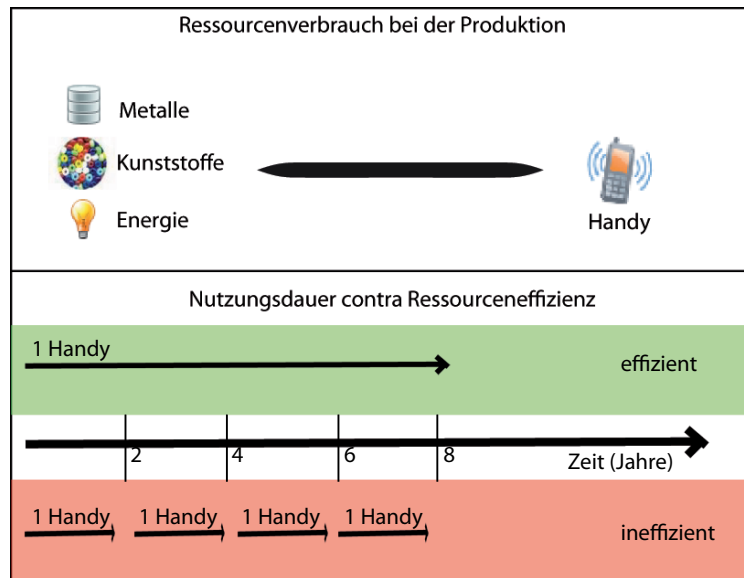 Ressourcenverbrauch bei der Produktion
Metalle
Kunststoffe
Energie
Handy
Nutzungsdauer contra Ressourceneffizienz
1 Handy
effizient
2 4 6 8 Zeit (Jahre)
1 Handy 1 Handy 1 Handy 1 Handy
ineffizient